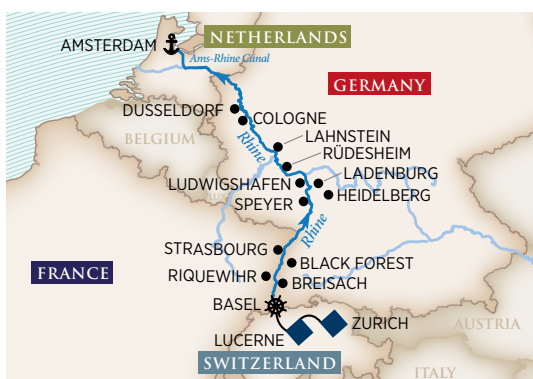 AMSTERDAM
NETHERLANDS
Ams-Rhine Canal
GERMANY
DUSSELDORF
COLOGNE
BELGIUM
Rhine
LAHNSTEIN
RÜDESHEIM
LUDWIGSHAFEN
LADENBURG
SPEYER
HEIDELBERG
Rhine
STRASBOURG
BLACK FOREST
FRANCE
RIQUEWIHR
BREISACH
BASEL
ZURICH
LUCERNE
AUSTRIA
SWITZERLAND
ITALY